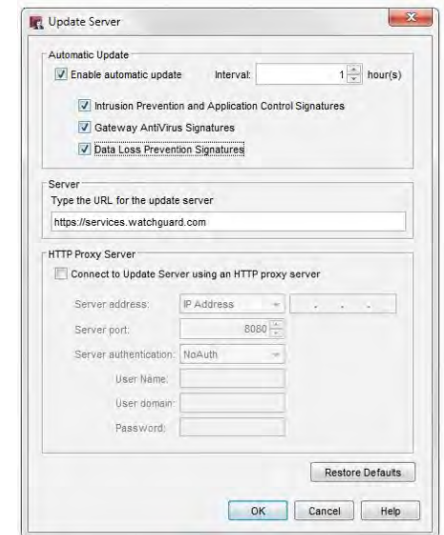 Update Server
Automatic Update
Enable automatic update Interval: 1 hour(s)
Intrusion Prevention and Application Control Signatures
Gateway AntiVirus Signatures
Data Loss Prevention Signatures
Server
Type the URL for the update server
https://services.watchguard.com
HTTP Proxy Server
Connect to Update Server using an HTTP proxy server
Server address: IP Address . . .
Server port: 8080
Server authentication: NoAuth
User Name:
User domain:
Password:
Restore Defaults
OK Cancel Help